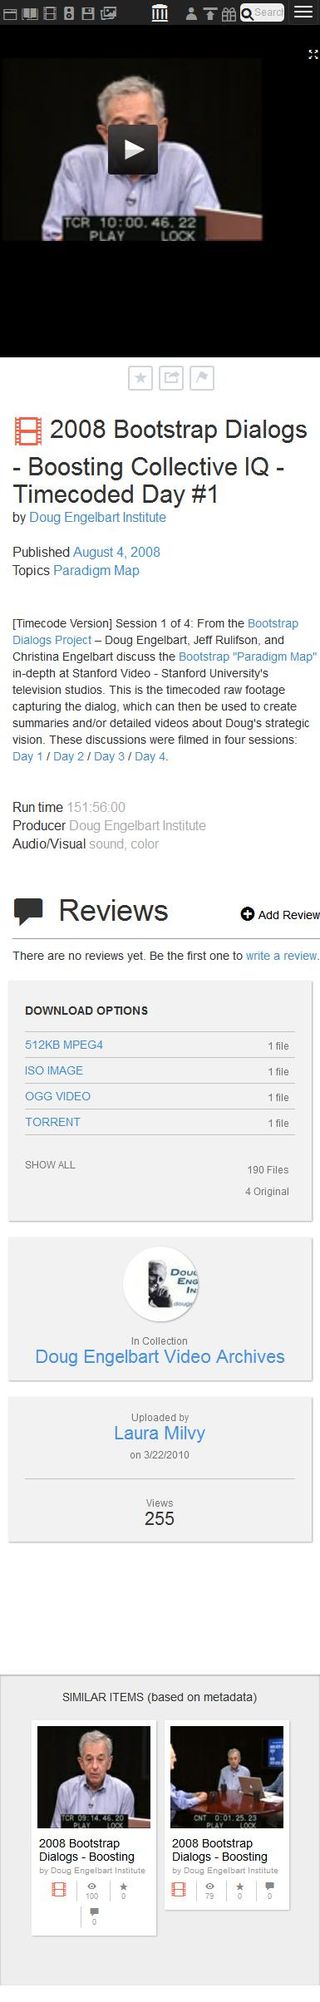 Search
TCR 10:00.46.22
PLAY LOCK
2008 Bootstrap Dialogs
- Boosting Collective IQ -
Timecoded Day #1
by Doug Engelbart Institute
Published August 4, 2008
Topics Paradigm Map
[Timecode Version] Session 1 of 4: From the Bootstrap
Dialogs Project – Doug Engelbart, Jeff Rulifson, and
Christina Engelbart discuss the Bootstrap "Paradigm Map"
in-depth at Stanford Video - Stanford University's
television studios. This is the timecoded raw footage
capturing the dialog, which can then be used to create
summaries and/or detailed videos about Doug's strategic
vision. These discussions were filmed in four sessions:
Day 1 / Day 2 / Day 3 / Day 4.
Run time 151:56:00
Producer Doug Engelbart Institute
Audio/Visual sound, color
Reviews
Add Review
There are no reviews yet. Be the first one to write a review.
DOWNLOAD OPTIONS
512KB MPEG4 1 file
ISO IMAGE 1 file
OGG VIDEO 1 file
TORRENT 1 file
SHOW ALL 190 Files
4 Original
In Collection
Doug Engelbart Video Archives
Uploaded by
Laura Milvy
on 3/22/2010
Views
255
SIMILAR ITEMS (based on metadata)
TCR 09:14.46.20
PLAY LOCK
2008 Bootstrap
Dialogs - Boosting
by Doug Engelbart Institute
100 0
0
CNT 0:01.25.23
PLAY LOCK
2008 Bootstrap
Dialogs - Boosting
by Doug Engelbart Institute
79 0 0